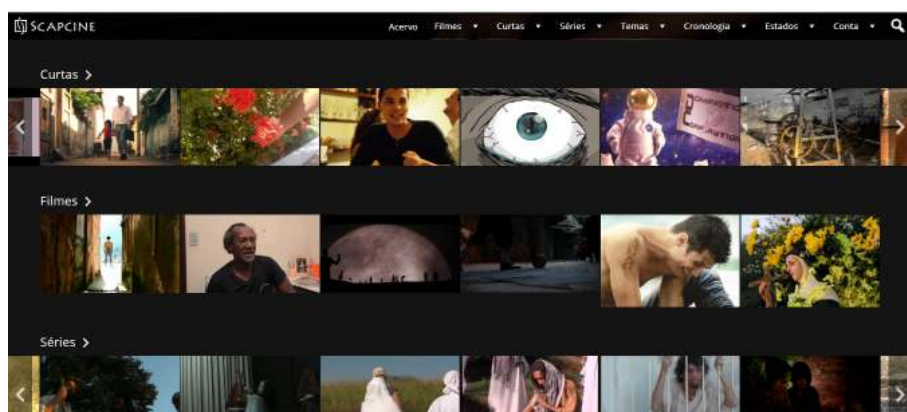 SCAPCINE
Acervo Filmes Curtas Séries Temas Cronologia Estados Conta
Curtas >
Filmes >
Séries >